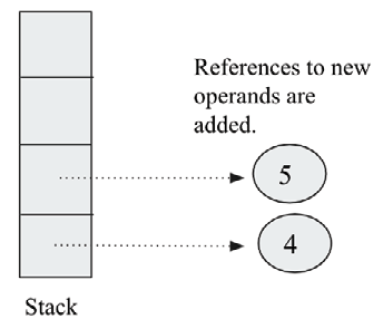 References to new
operands are
added.
5
4
Stack